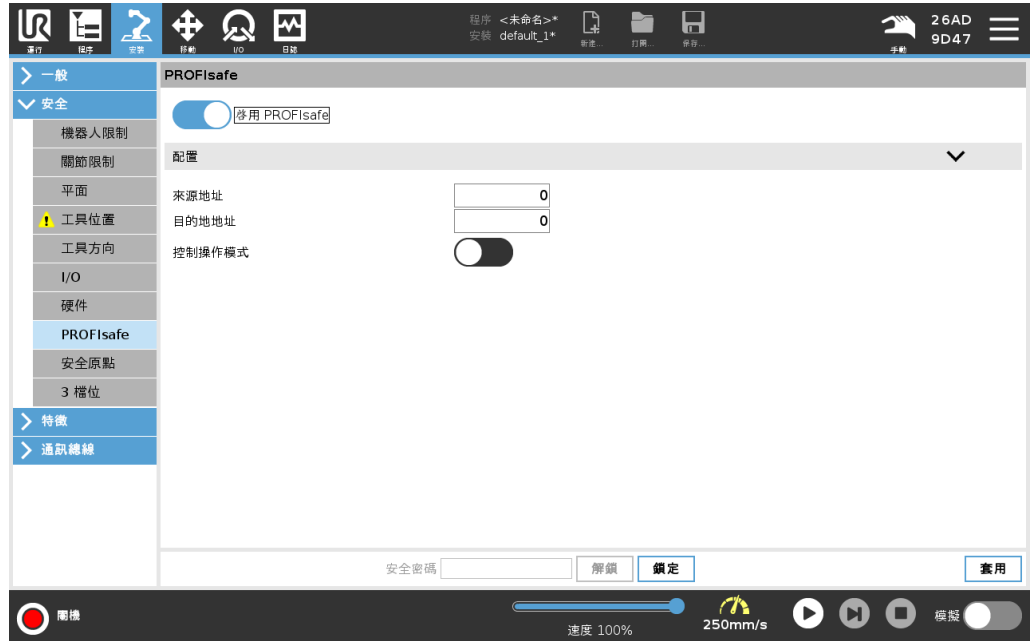 UR
運行
程序
安裝
移動
I/O
日誌
程序 <未命名>*
安裝 default_1*
新建...
打開...
保存...
手動
26AD
9D47
一般
安全
機器人限制
關節限制
平面
工具位置
工具方向
I/O
硬件
PROFIsafe
安全原點
3 檔位
特徵
通訊總線
PROFIsafe
啓用 PROFIsafe
配置
來源地址 0
目的地地址 0
控制操作模式
安全密碼 解鎖 鎖定 套用
關機
速度 100%
250mm/s
模擬